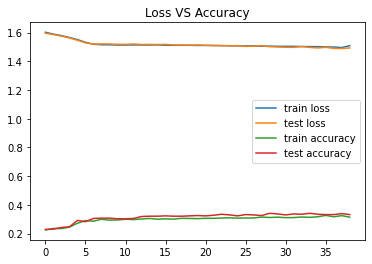 Loss VS Accuracy
1.6
1.4
1.2
1.0
0.8
0.6
0.4
0.2
train loss
test loss
train accuracy
test accuracy
0 5 10 15 20 25 30 35